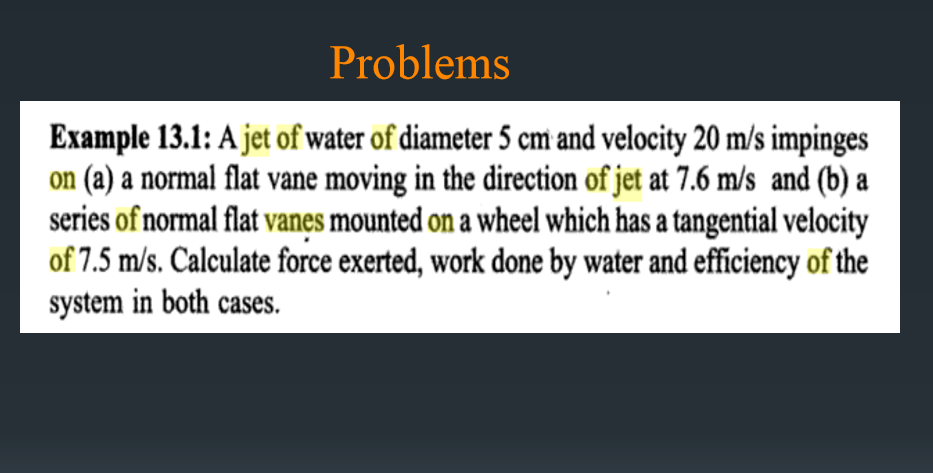 Problems
Example 13.1: A jet of water of diameter 5 cm and velocity 20 m/s impinges
on (a) a normal flat vane moving in the direction of jet at 7.6 m/s and (b) a
series of normal flat vanes mounted on a wheel which has a tangential velocity
of 7.5 m/s. Calculate force exerted, work done by water and efficiency of the
system in both cases.